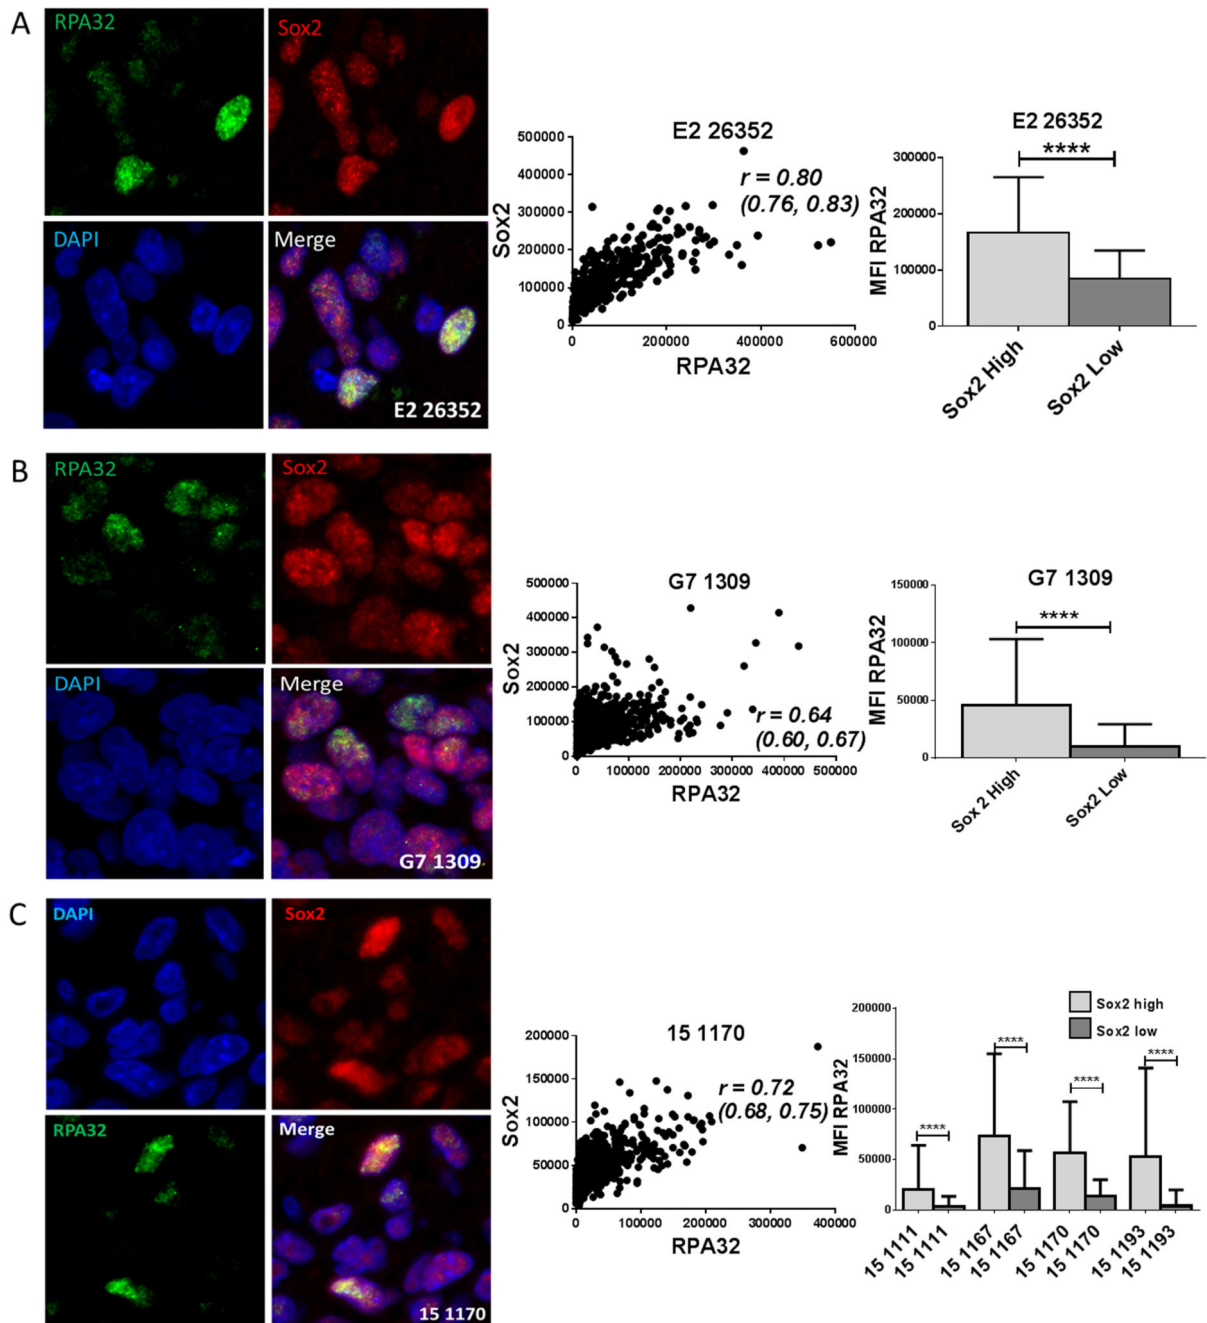 A
RPA32
Sox2
DAPI
Merge
E2 26352
E2 26352
500000
400000
300000
200000
100000
0
Sox2
r = 0.80
(0.76, 0.83)
0
200000
400000
600000
RPA32
E2 26352
****
300000
200000
100000
0
MFI RPA32
Sox2 High
Sox2 Low
B
RPA32
Sox2
DAPI
Merge
G7 1309
G7 1309
500000
400000
300000
200000
100000
0
Sox2
r = 0.64
(0.60, 0.67)
0
100000
200000
300000
400000
500000
RPA32
G7 1309
****
150000
100000
50000
0
MFI RPA32
Sox 2 High
Sox2 Low
C
DAPI
Sox2
RPA32
Merge
15 1170
15 1170
200000
150000
100000
50000
0
Sox2
r = 0.72
(0.68, 0.75)
0
100000
200000
300000
400000
RPA32
Sox2 high
Sox2 low
200000
150000
100000
50000
0
MFI RPA32
****
****
****
****
15 1111
15 1111
15 1167
15 1167
15 1170
15 1170
15 1193
15 1193